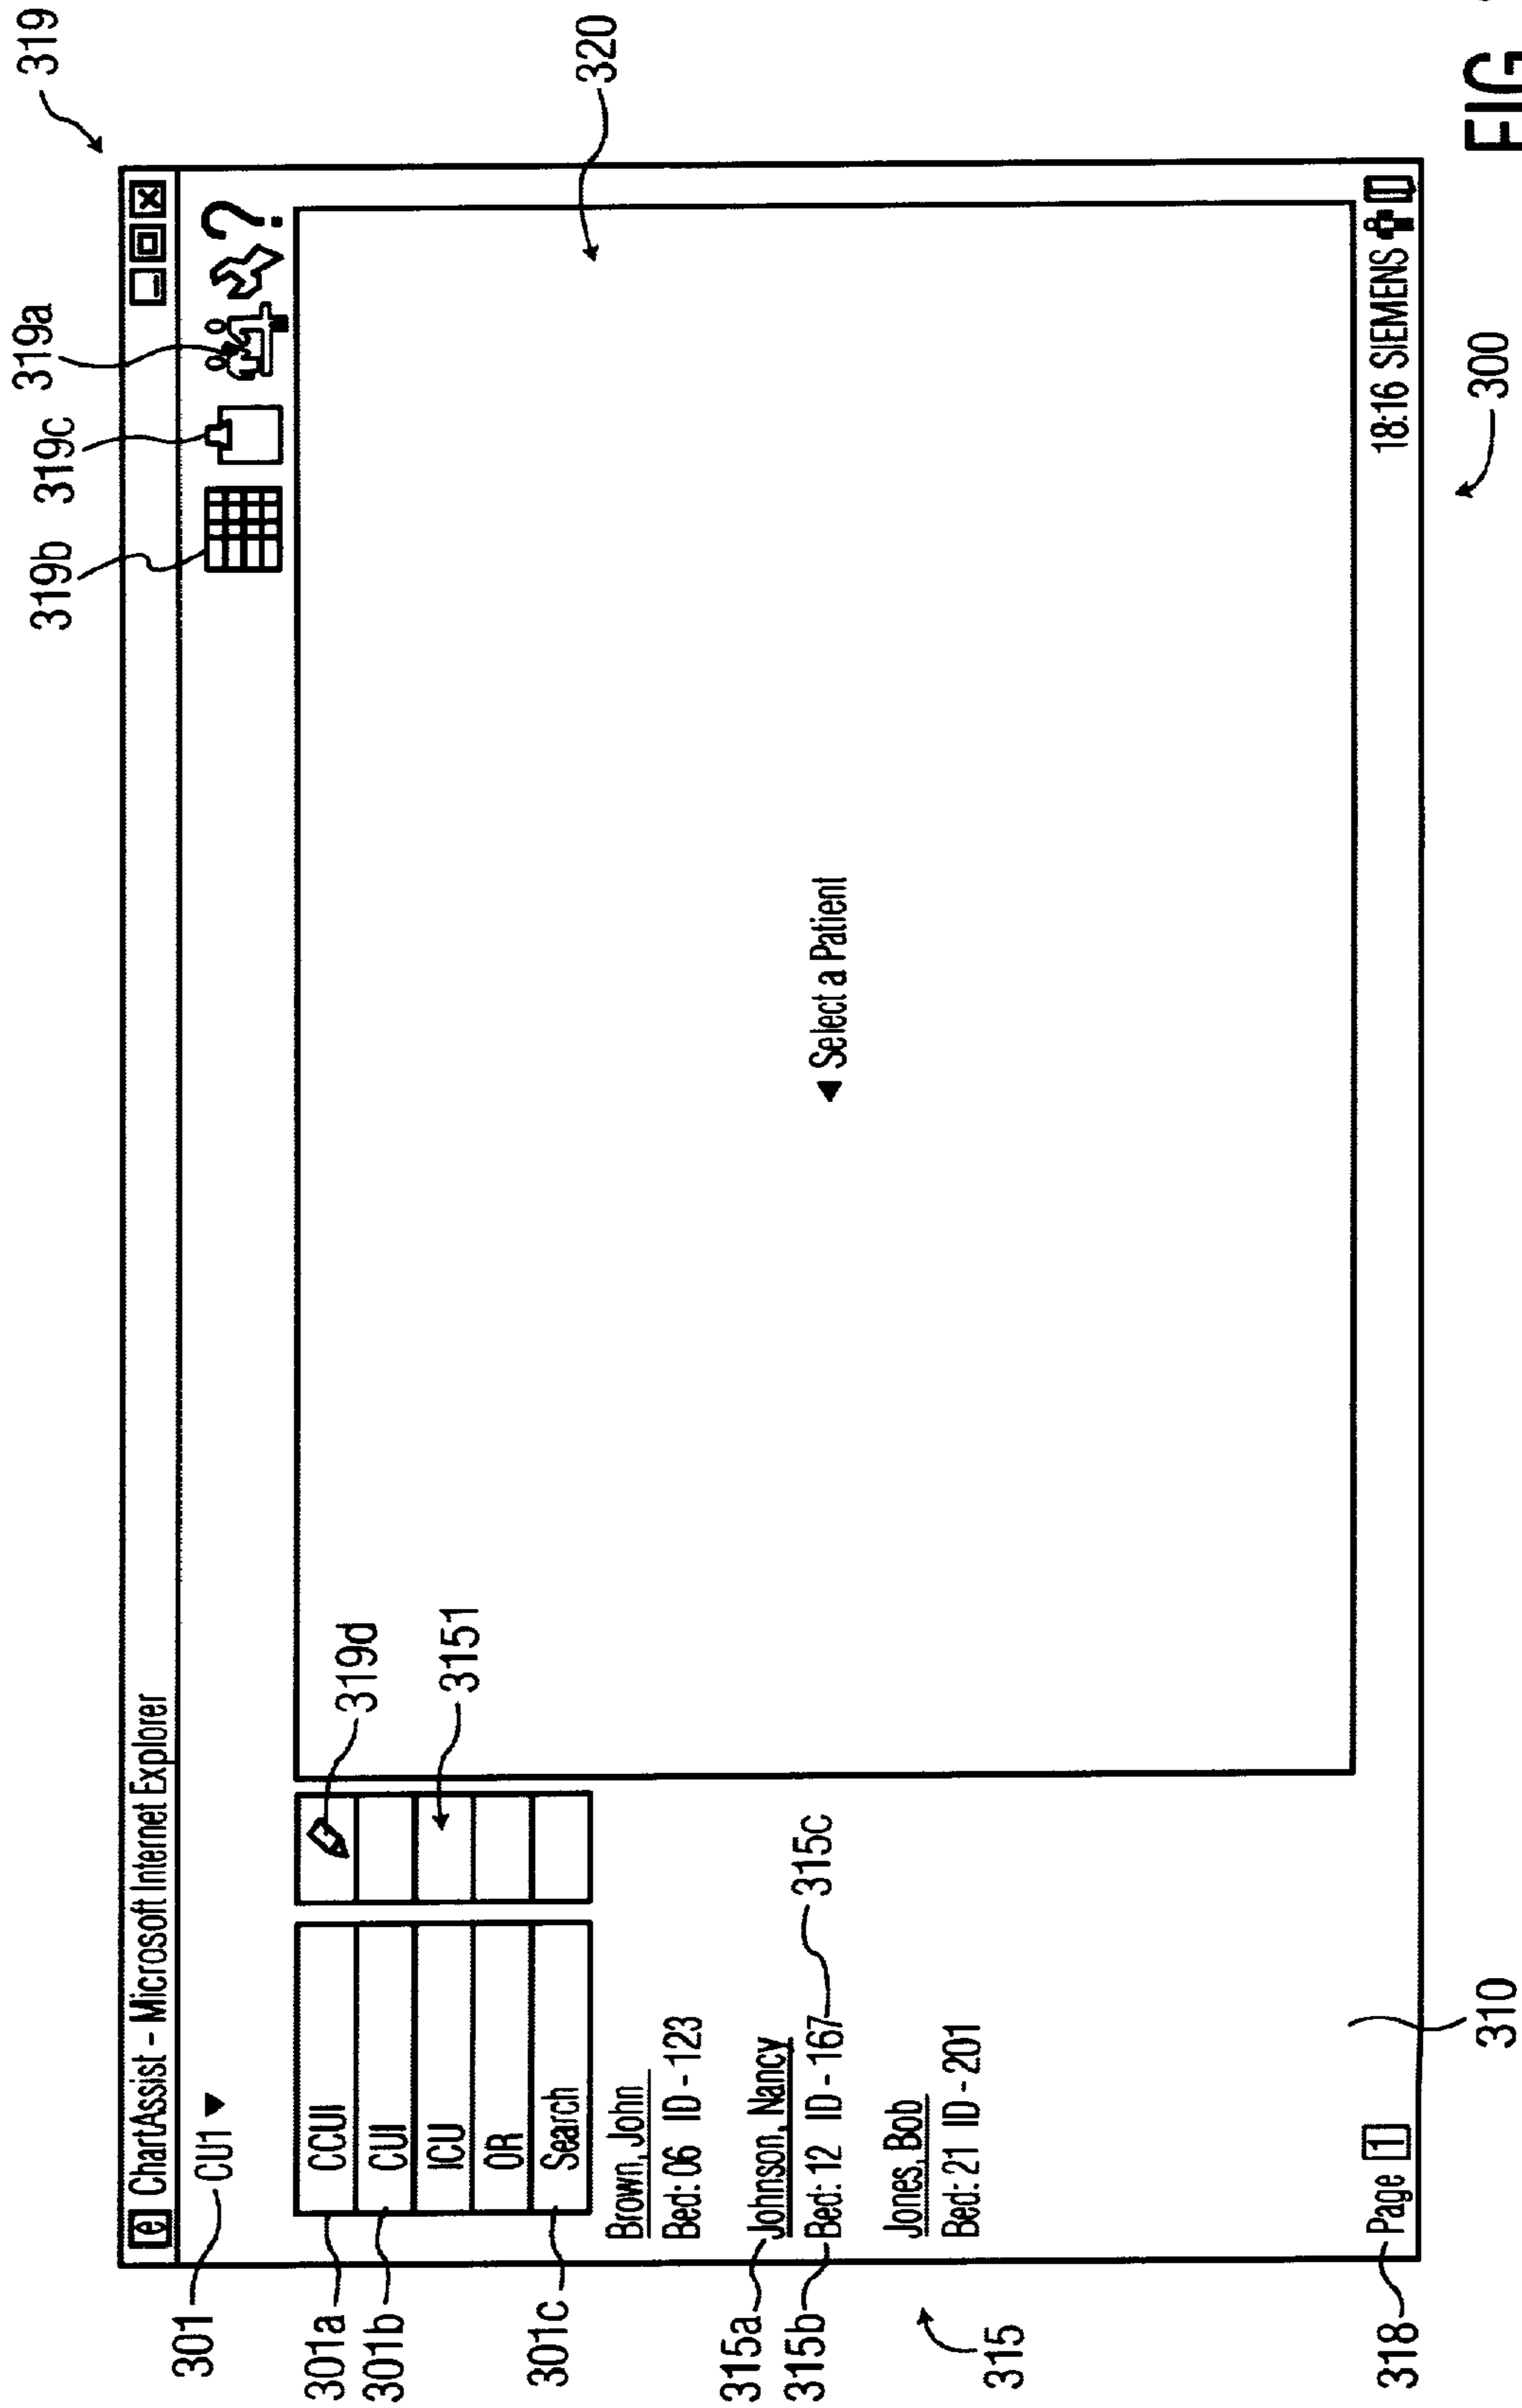 319
319a
319c
319b
ChartAssist - Microsoft Internet Explorer
301
CU1
?
301a
CCUI
319d
301b
CUI
ICU
3151
OR
301c
Search
320
Brown, John
Bed: 06 ID - 123
315a
Johnson, Nancy
315b
Bed: 12 ID - 167
315c
Select a Patient
315
Jones, Bob
Bed: 21 ID - 201
318
Page 1
18:16 SIEMENS
310
300
FIG